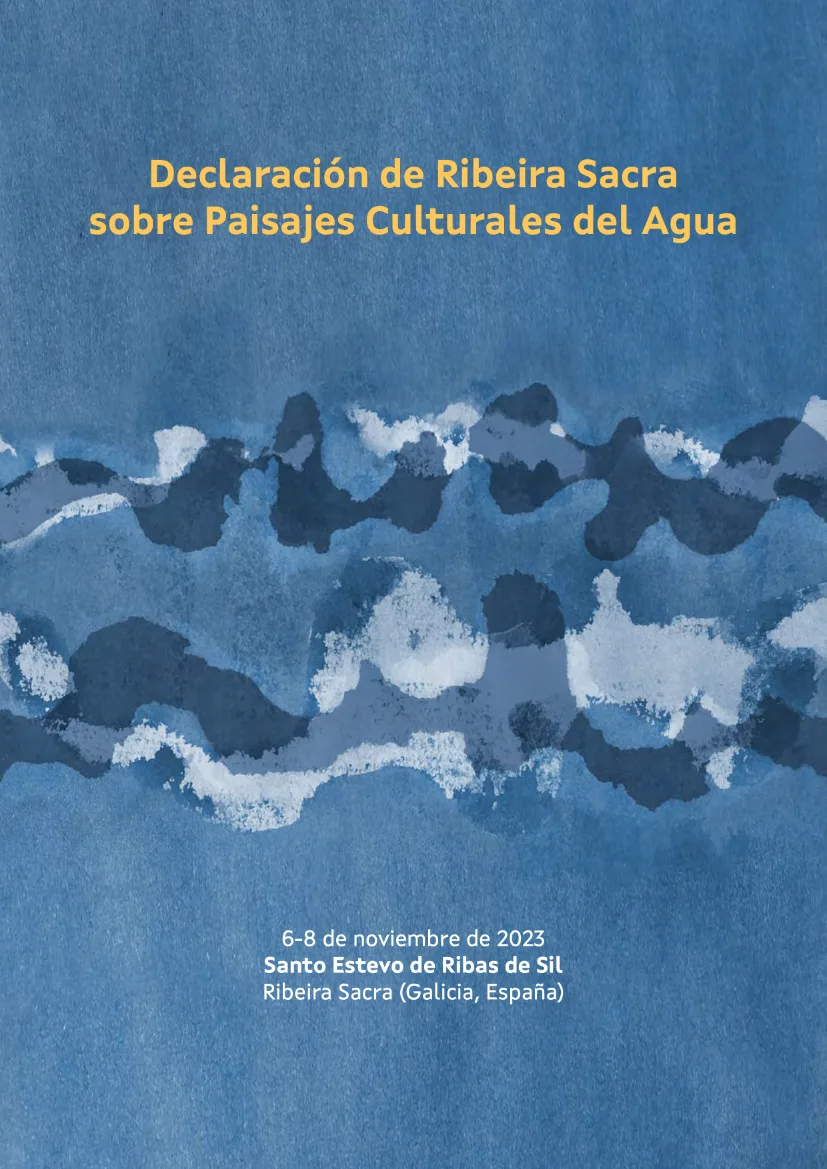 Declaración de Ribeira Sacra
sobre Paisajes Culturales del Agua
6-8 de noviembre de 2023
Santo Estevo de Ribas de Sil
Ribeira Sacra (Galicia, España)